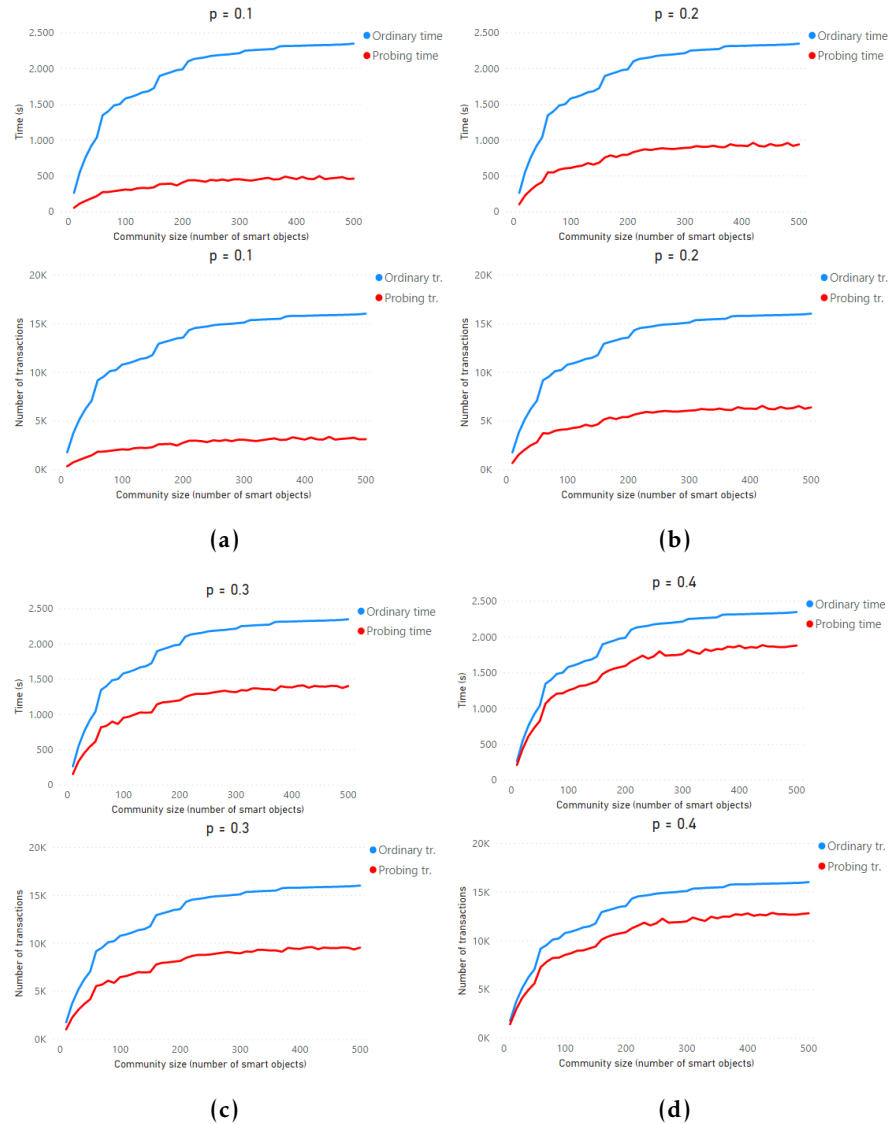 p = 0.1
2.500
Ordinary time
Probing time
2.000
1.500
1.000
500
0
Time (s)
0 100 200 300 400 500
Community size (number of smart objects)
p = 0.1
20K
Ordinary tr.
Probing tr.
15K
10K
5K
0K
Number of transactions
0 100 200 300 400 500
Community size (number of smart objects)
(a)
p = 0.2
2.500
Ordinary time
Probing time
2.000
1.500
1.000
500
0
Time (s)
0 100 200 300 400 500
Community size (number of smart objects)
p = 0.2
20K
Ordinary tr.
Probing tr.
15K
10K
5K
0K
Number of transactions
0 100 200 300 400 500
Community size (number of smart objects)
(b)
p = 0.3
2.500
Ordinary time
Probing time
2.000
1.500
1.000
500
0
Time (s)
0 100 200 300 400 500
Community size (number of smart objects)
p = 0.3
20K
Ordinary tr.
Probing tr.
15K
10K
5K
0K
Number of transactions
0 100 200 300 400 500
Community size (number of smart objects)
(c)
p = 0.4
2.500
Ordinary time
Probing time
2.000
1.500
1.000
500
0
Time (s)
0 100 200 300 400 500
Community size (number of smart objects)
p = 0.4
20K
Ordinary tr.
Probing tr.
15K
10K
5K
0K
Number of transactions
0 100 200 300 400 500
Community size (number of smart objects)
(d)